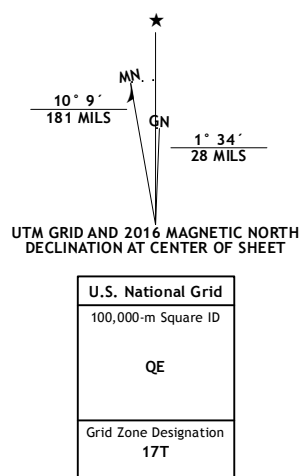 ★
MN
GN
10° 9´
181 MILS
1° 34´
28 MILS
UTM GRID AND 2016 MAGNETIC NORTH
DECLINATION AT CENTER OF SHEET
U.S. National Grid
100,000-m Square ID
QE
Grid Zone Designation
17T